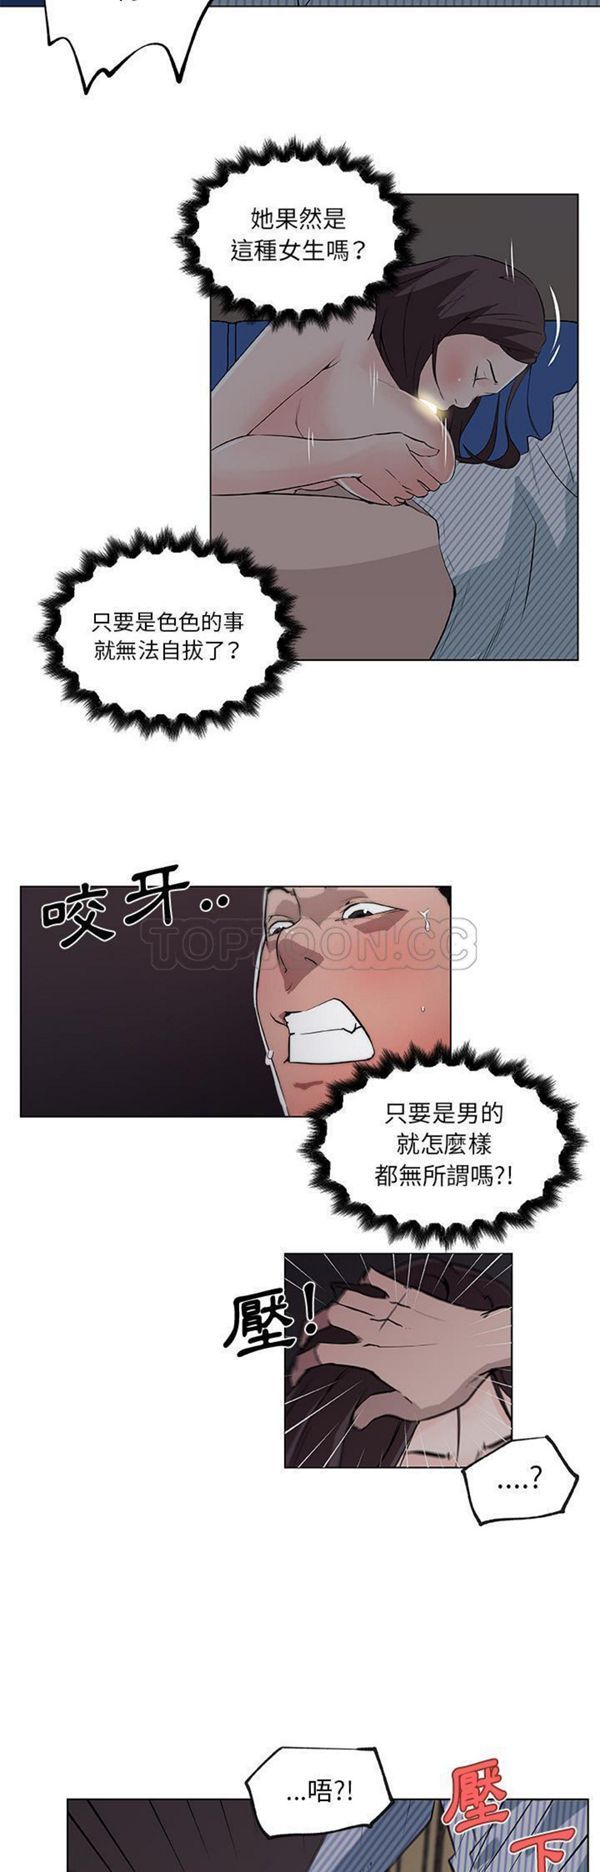 她果然是
這種女生嗎？
只要是色色的事
就無法自拔了？
咬牙..
TOPTOON.CC
只要是男的
就怎麼樣
都無所謂嗎?!
壓！
....?
...唔?!
壓下